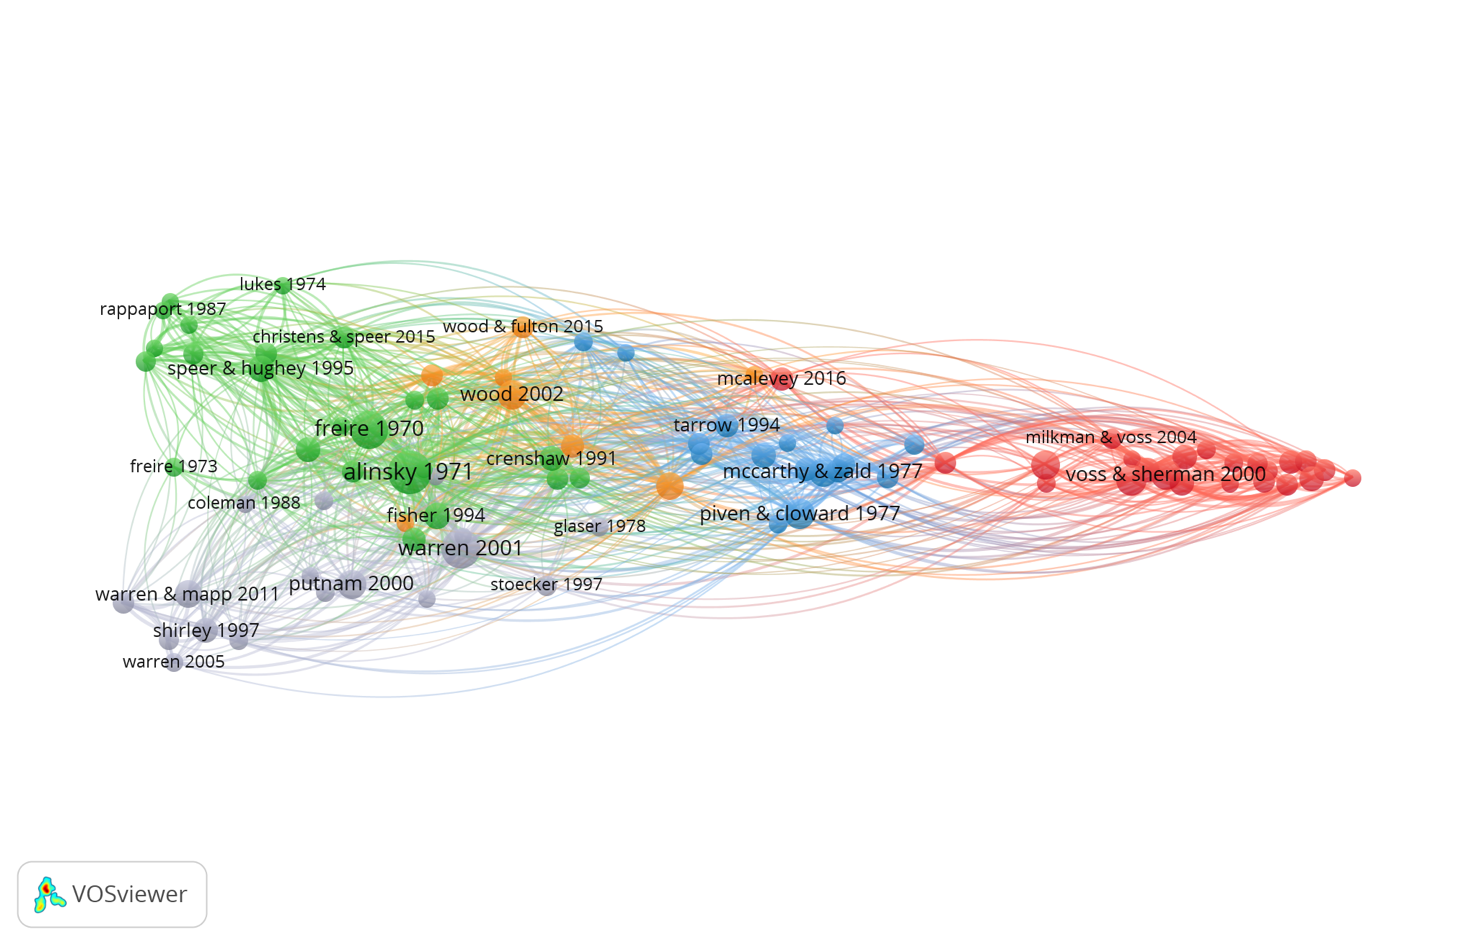 lukes 1974
rappaport 1987
wood & fulton 2015
christens & speer 2015
speer & hughey 1995
mcalevey 2016
wood 2002
tarrow 1994
freire 1970
milkman & voss 2004
crenshaw 1991
freire 1973
alinsky 1971
mccarthy & zald 1977
voss & sherman 2000
coleman 1988
fisher 1994
piven & cloward 1977
glaser 1978
warren 2001
putnam 2000
stoecker 1997
warren & mapp 2011
shirley 1997
warren 2005
VOSviewer